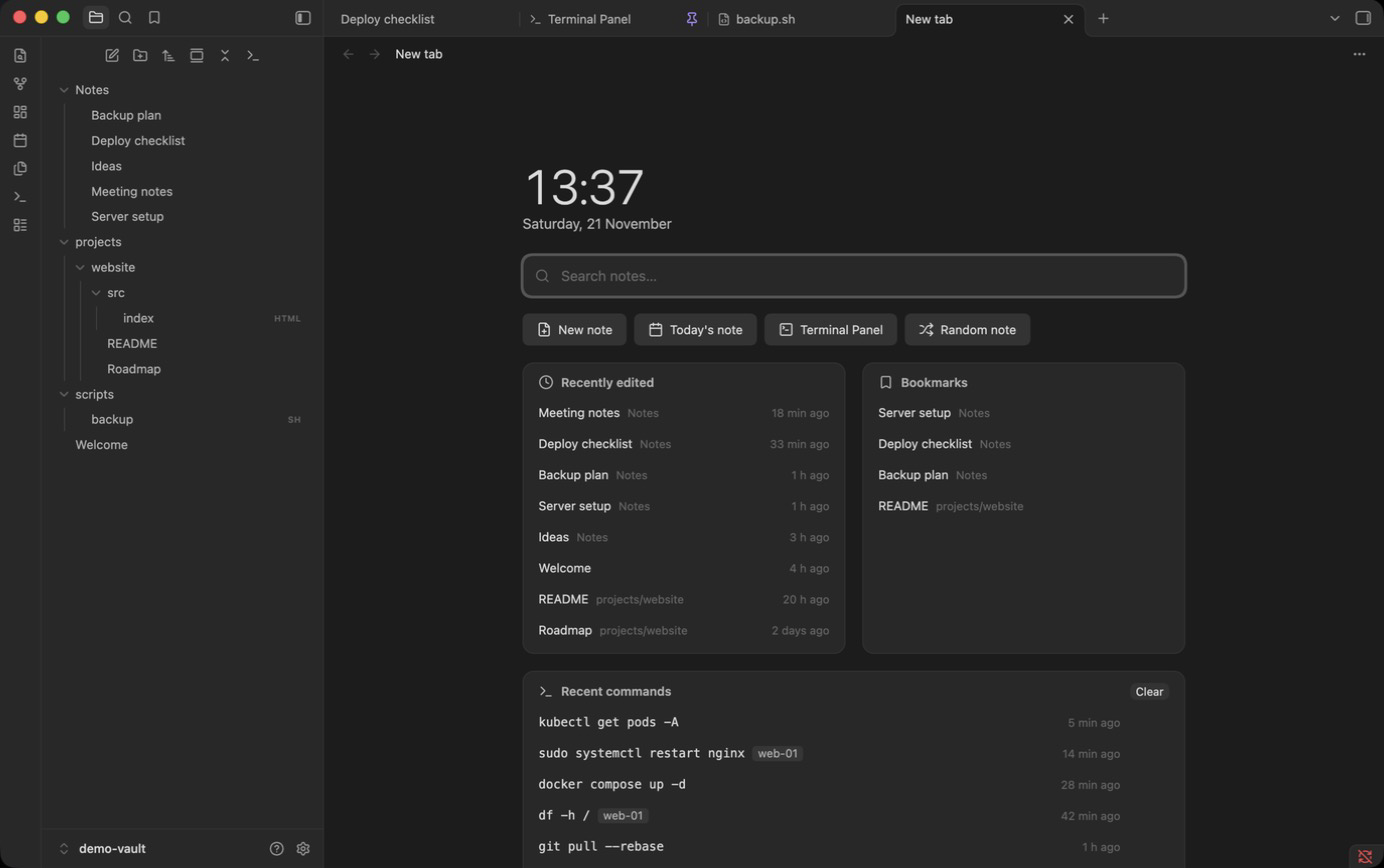 Deploy checklist
Terminal Panel
backup.sh
New tab
New tab
Notes
Backup plan
Deploy checklist
Ideas
Meeting notes
Server setup
projects
website
src
index HTML
README
Roadmap
scripts
backup SH
Welcome
demo-vault
13:37
Saturday, 21 November
Search notes...
New note
Today's note
Terminal Panel
Random note
Recently edited
Meeting notes Notes 18 min ago
Deploy checklist Notes 33 min ago
Backup plan Notes 1 h ago
Server setup Notes 1 h ago
Ideas Notes 3 h ago
Welcome 4 h ago
README projects/website 20 h ago
Roadmap projects/website 2 days ago
Bookmarks
Server setup Notes
Deploy checklist Notes
Backup plan Notes
README projects/website
Recent commands Clear
kubectl get pods -A 5 min ago
sudo systemctl restart nginx web-01 14 min ago
docker compose up -d 28 min ago
df -h / web-01 42 min ago
git pull --rebase 1 h ago